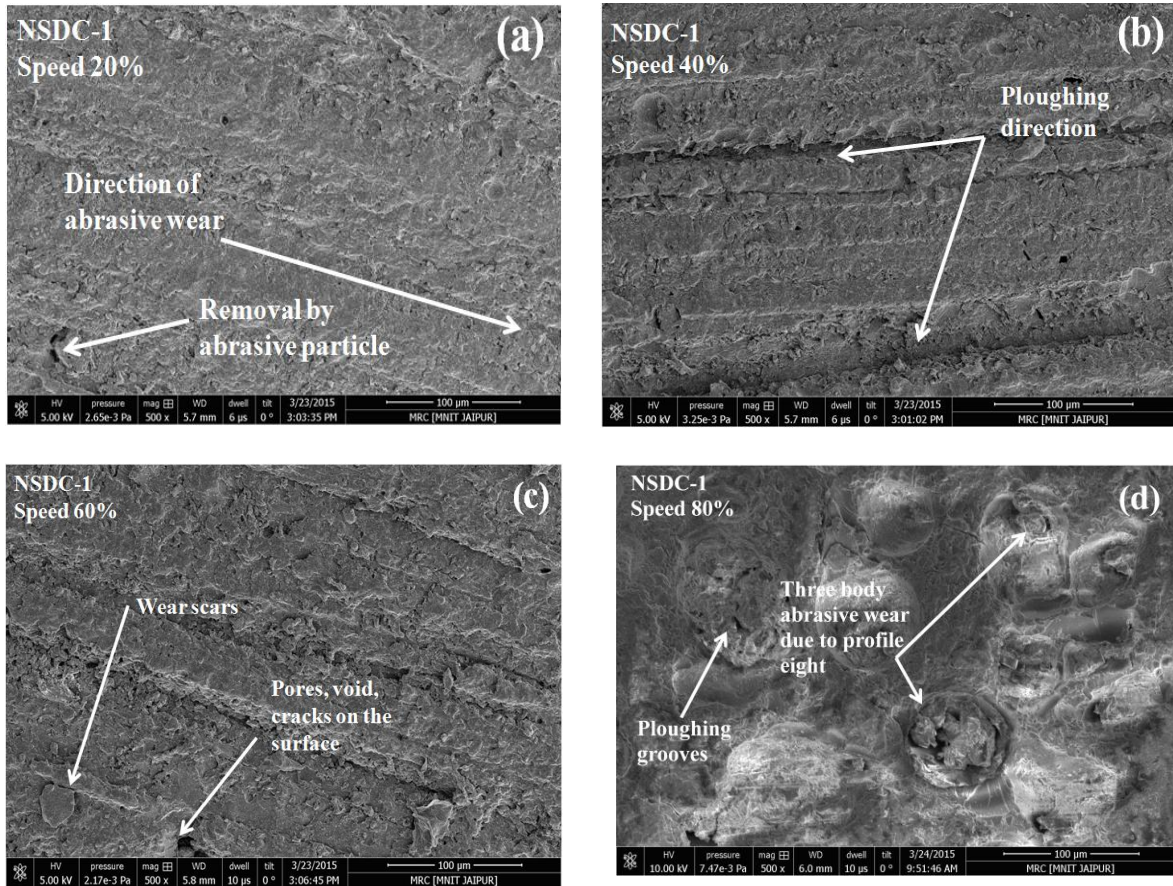 NSDC-1
Speed 20%
(a)
Direction of
abrasive wear
Removal by
abrasive particle
HV pressure mag WD dwell tilt 3/23/2015 100 µm
5.00 kV 2.65e-3 Pa 500 x 5.7 mm 6 µs 0 ° 3:03:35 PM MRC [MNIT JAIPUR]
NSDC-1
Speed 40%
(b)
Ploughing
direction
HV pressure mag WD dwell tilt 3/23/2015 100 µm
5.00 kV 3.25e-3 Pa 500 x 5.7 mm 6 µs 0 ° 3:01:02 PM MRC [MNIT JAIPUR]
NSDC-1
Speed 60%
(c)
Wear scars
Pores, void,
cracks on the
surface
HV pressure mag WD dwell tilt 3/23/2015 100 µm
5.00 kV 2.17e-3 Pa 500 x 5.8 mm 10 µs 0 ° 3:06:45 PM MRC [MNIT JAIPUR]
NSDC-1
Speed 80%
(d)
Three body
abrasive wear
due to profile
eight
Ploughing
grooves
HV pressure mag WD dwell tilt 3/24/2015 100 µm
10.00 kV 7.47e-3 Pa 500 x 6.0 mm 10 µs 0 ° 9:51:46 AM MRC [MNIT JAIPUR]